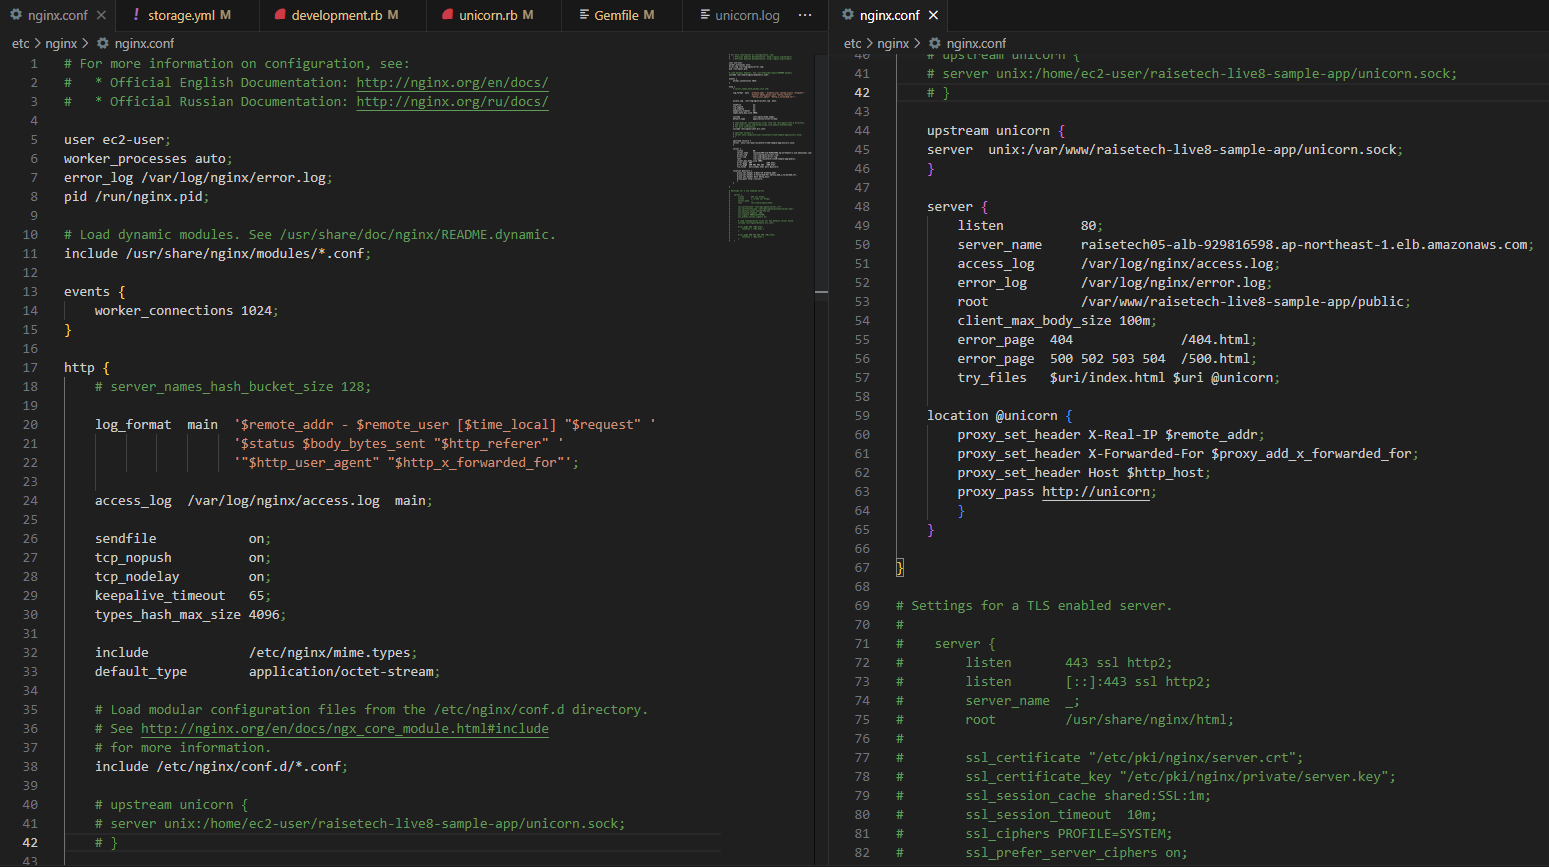 nginx.conf
storage.yml M
development.rb M
unicorn.rb M
Gemfile M
unicorn.log
etc > nginx > nginx.conf
1 # For more information on configuration, see:
2 #   * Official English Documentation: http://nginx.org/en/docs/
3 #   * Official Russian Documentation: http://nginx.org/ru/docs/
4
5 user ec2-user;
6 worker_processes auto;
7 error_log /var/log/nginx/error.log;
8 pid /run/nginx.pid;
9
10 # Load dynamic modules. See /usr/share/doc/nginx/README.dynamic.
11 include /usr/share/nginx/modules/*.conf;
12
13 events {
14     worker_connections 1024;
15 }
16
17 http {
18     # server_names_hash_bucket_size 128;
19
20     log_format  main  '$remote_addr - $remote_user [$time_local] "$request" '
21                       '$status $body_bytes_sent "$http_referer" '
22                       '"$http_user_agent" "$http_x_forwarded_for"';
23
24     access_log  /var/log/nginx/access.log  main;
25
26     sendfile            on;
27     tcp_nopush          on;
28     tcp_nodelay         on;
29     keepalive_timeout   65;
30     types_hash_max_size 4096;
31
32     include             /etc/nginx/mime.types;
33     default_type        application/octet-stream;
34
35     # Load modular configuration files from the /etc/nginx/conf.d directory.
36     # See http://nginx.org/en/docs/ngx_core_module.html#include
37     # for more information.
38     include /etc/nginx/conf.d/*.conf;
39
40     # upstream unicorn {
41     # server unix:/home/ec2-user/raisetech-live8-sample-app/unicorn.sock;
42     # }
43
nginx.conf
etc > nginx > nginx.conf
40     # upstream unicorn {
41     # server unix:/home/ec2-user/raisetech-live8-sample-app/unicorn.sock;
42     # }
43
44     upstream unicorn {
45     server  unix:/var/www/raisetech-live8-sample-app/unicorn.sock;
46     }
47
48     server {
49         listen          80;
50         server_name     raisetech05-alb-929816598.ap-northeast-1.elb.amazonaws.com;
51         access_log      /var/log/nginx/access.log;
52         error_log       /var/log/nginx/error.log;
53         root            /var/www/raisetech-live8-sample-app/public;
54         client_max_body_size 100m;
55         error_page  404              /404.html;
56         error_page  500 502 503 504  /500.html;
57         try_files   $uri/index.html $uri @unicorn;
58
59     location @unicorn {
60         proxy_set_header X-Real-IP $remote_addr;
61         proxy_set_header X-Forwarded-For $proxy_add_x_forwarded_for;
62         proxy_set_header Host $http_host;
63         proxy_pass http://unicorn;
64         }
65     }
66
67 }
68
69 # Settings for a TLS enabled server.
70 #
71 #    server {
72 #        listen       443 ssl http2;
73 #        listen       [::]:443 ssl http2;
74 #        server_name  _;
75 #        root         /usr/share/nginx/html;
76 #
77 #        ssl_certificate "/etc/pki/nginx/server.crt";
78 #        ssl_certificate_key "/etc/pki/nginx/private/server.key";
79 #        ssl_session_cache shared:SSL:1m;
80 #        ssl_session_timeout  10m;
81 #        ssl_ciphers PROFILE=SYSTEM;
82 #        ssl_prefer_server_ciphers on;